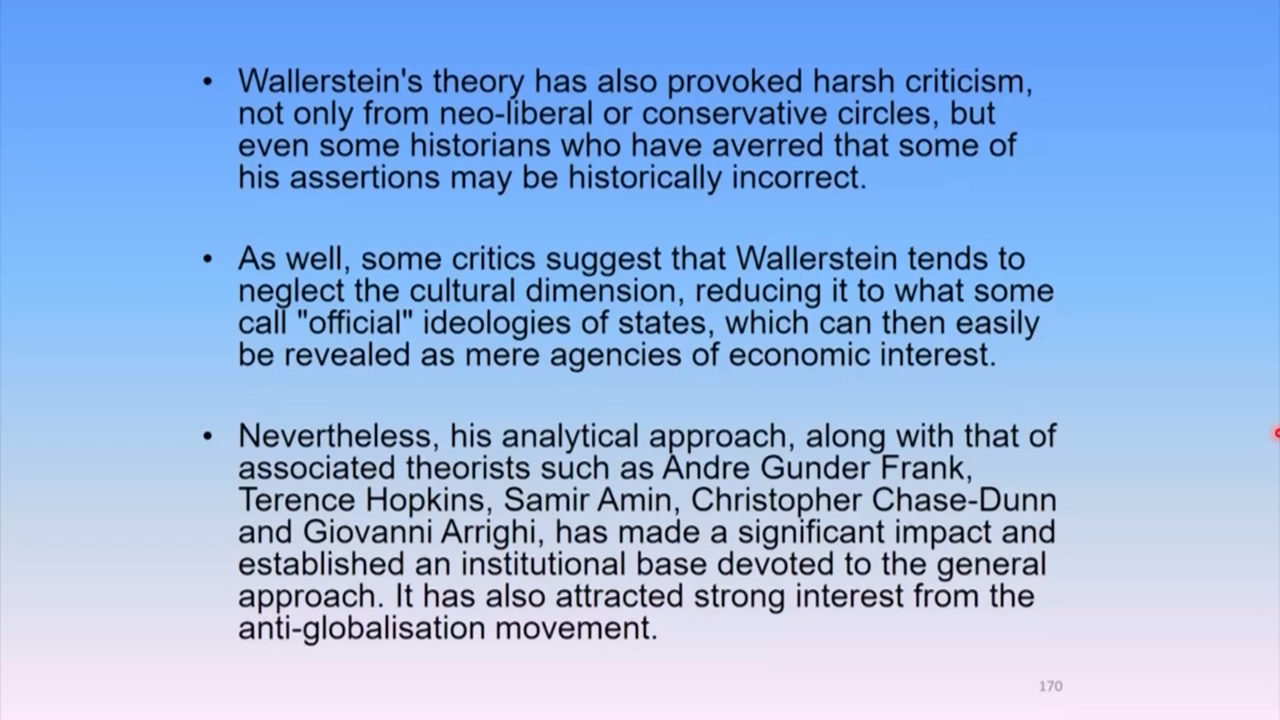 • Wallerstein's theory has also provoked harsh criticism,
not only from neo-liberal or conservative circles, but
even some historians who have averred that some of
his assertions may be historically incorrect.
• As well, some critics suggest that Wallerstein tends to
neglect the cultural dimension, reducing it to what some
call "official" ideologies of states, which can then easily
be revealed as mere agencies of economic interest.
• Nevertheless, his analytical approach, along with that of
associated theorists such as Andre Gunder Frank,
Terence Hopkins, Samir Amin, Christopher Chase-Dunn
and Giovanni Arrighi, has made a significant impact and
established an institutional base devoted to the general
approach. It has also attracted strong interest from the
anti-globalisation movement.
170